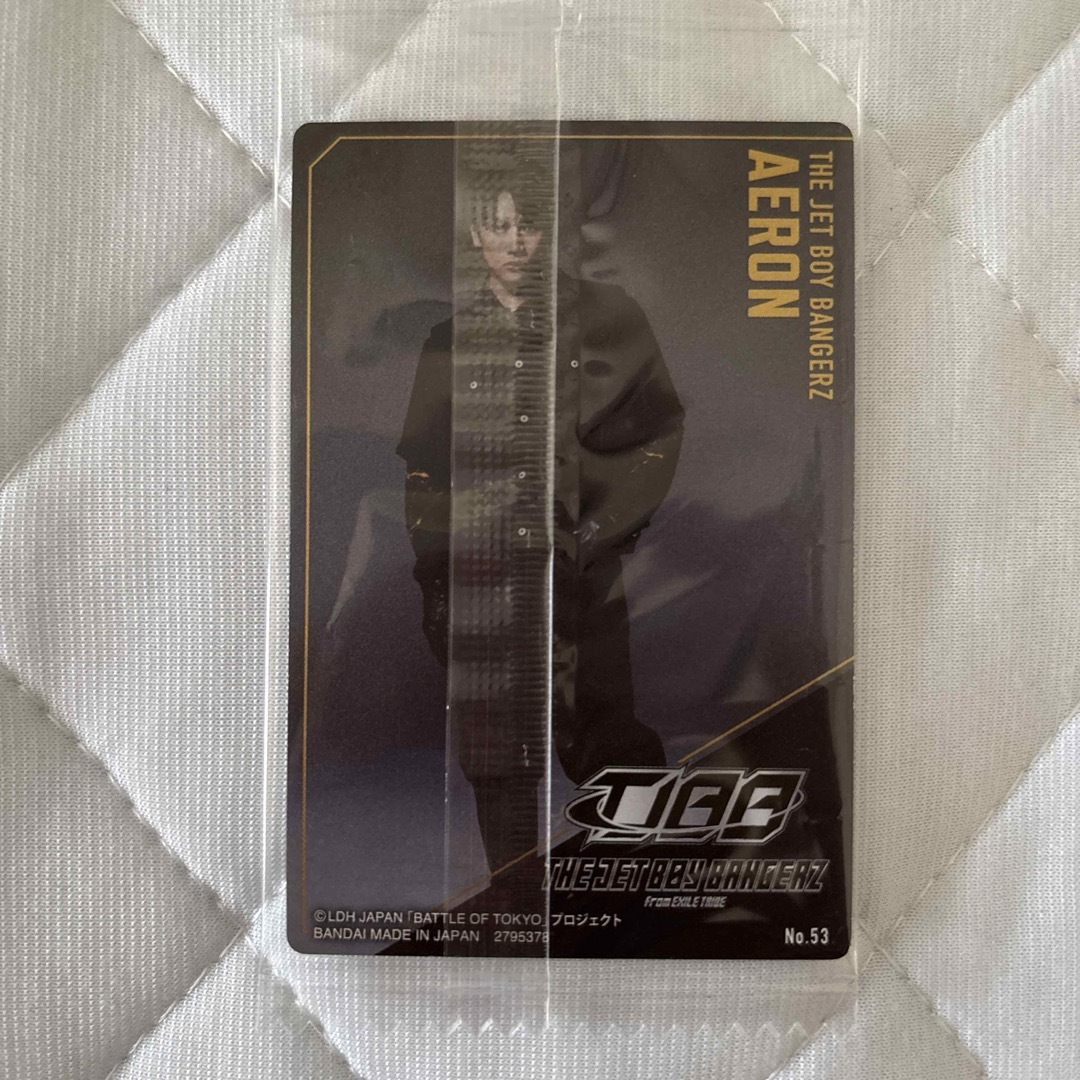 THE JET BOY BANGERZ
AERON
TJBB
THE JET BOY BANGERZ
from EXILE TRIBE
©LDH JAPAN「BATTLE OF TOKYO」プロジェクト
BANDAI MADE IN JAPAN 2795378
No.53